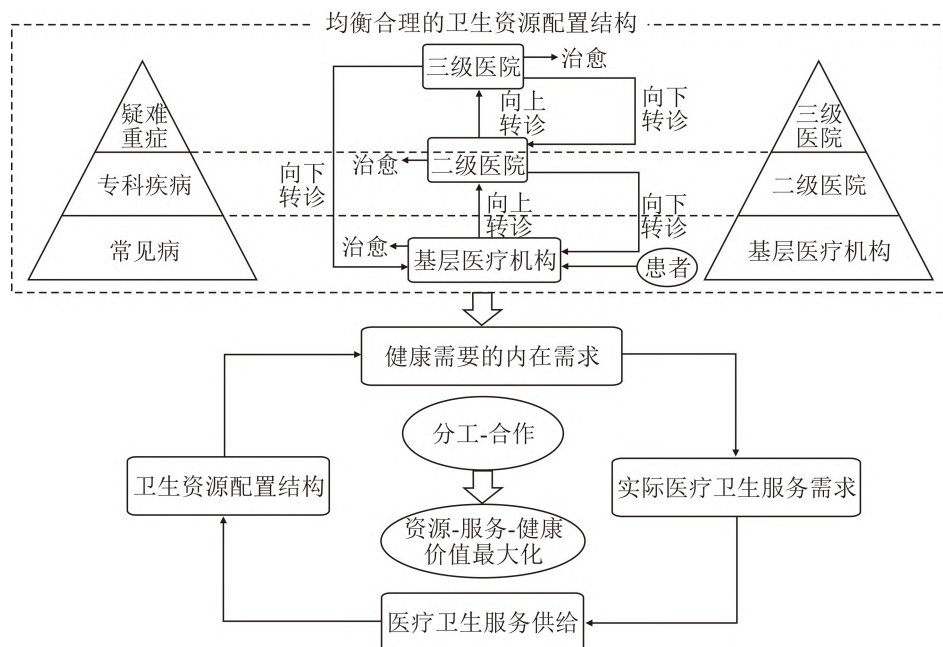 均衡合理的卫生资源配置结构
三级医院
治愈
疑难
重症
向上
转诊
向下
转诊
三级
医院
治愈
二级医院
专科疾病
向下
转诊
二级医院
向上
转诊
向下
转诊
治愈
常见病
基层医疗机构
患者
基层医疗机构
健康需要的内在需求
分工-合作
卫生资源配置结构
实际医疗卫生服务需求
资源-服务-健康
价值最大化
医疗卫生服务供给